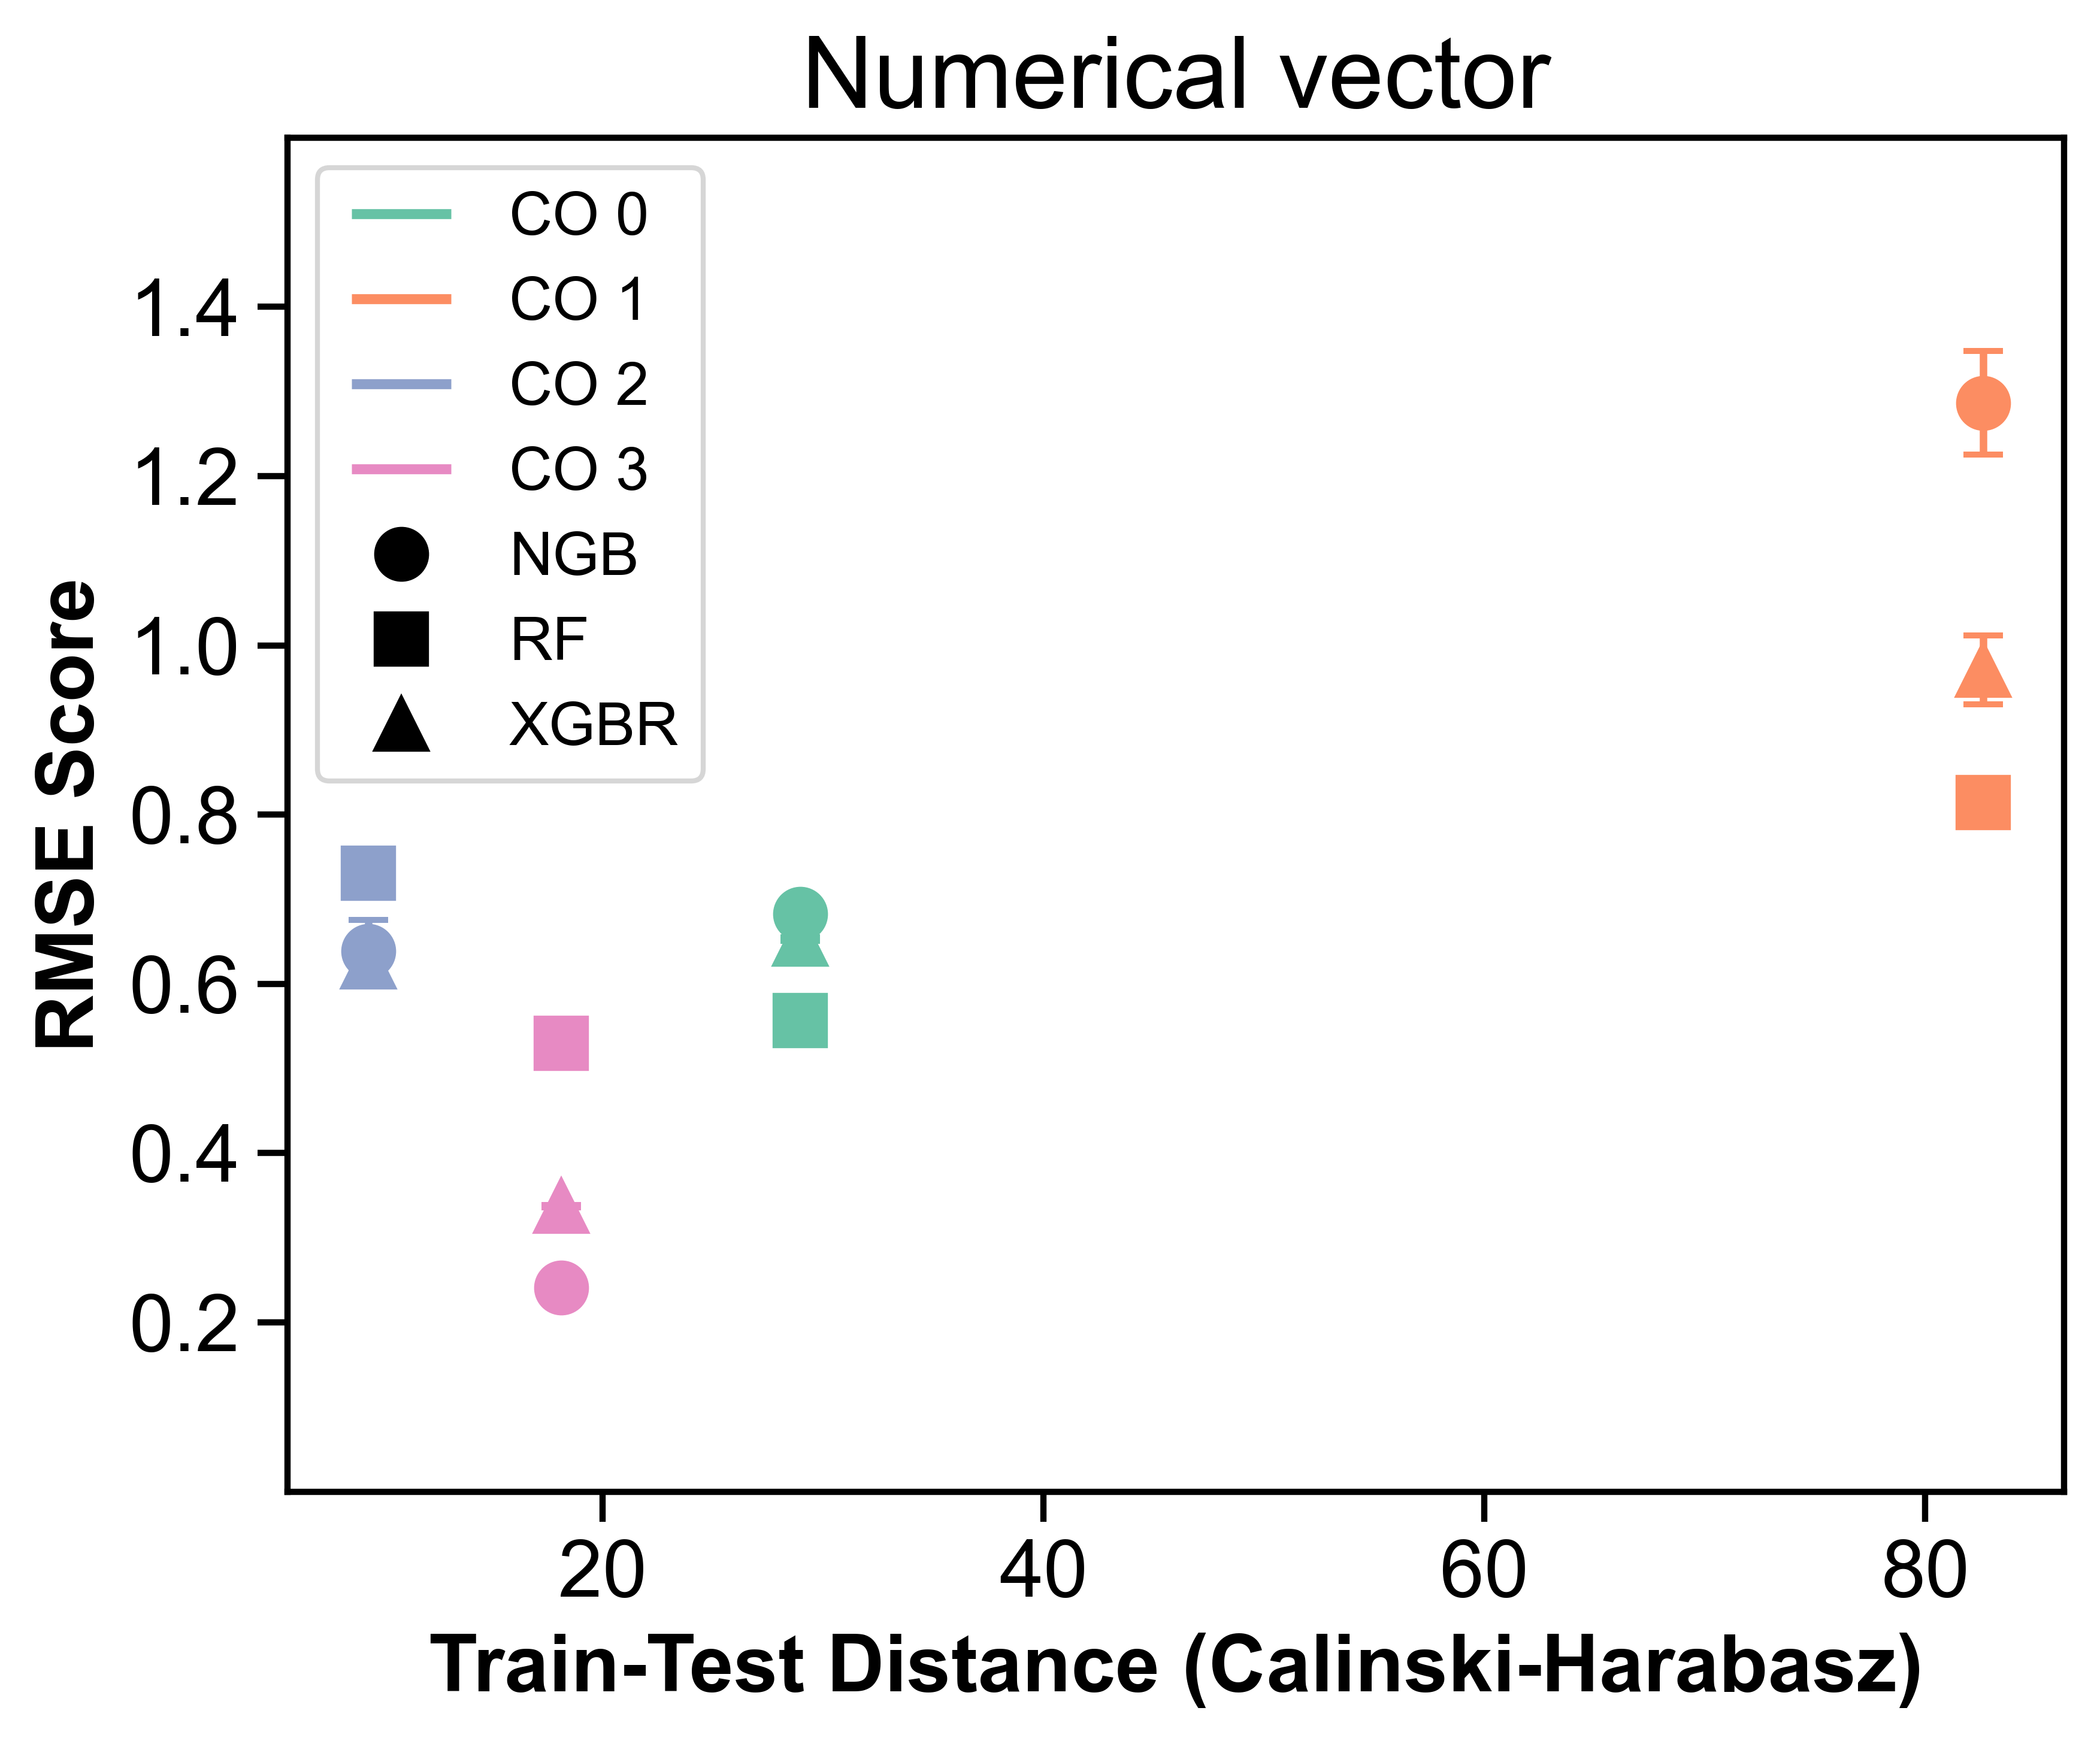 Numerical vector
CO 0
CO 1
CO 2
CO 3
NGB
RF
XGBR
RMSE Score
1.4
1.2
1.0
0.8
0.6
0.4
0.2
20 40 60 80
Train-Test Distance (Calinski-Harabasz)